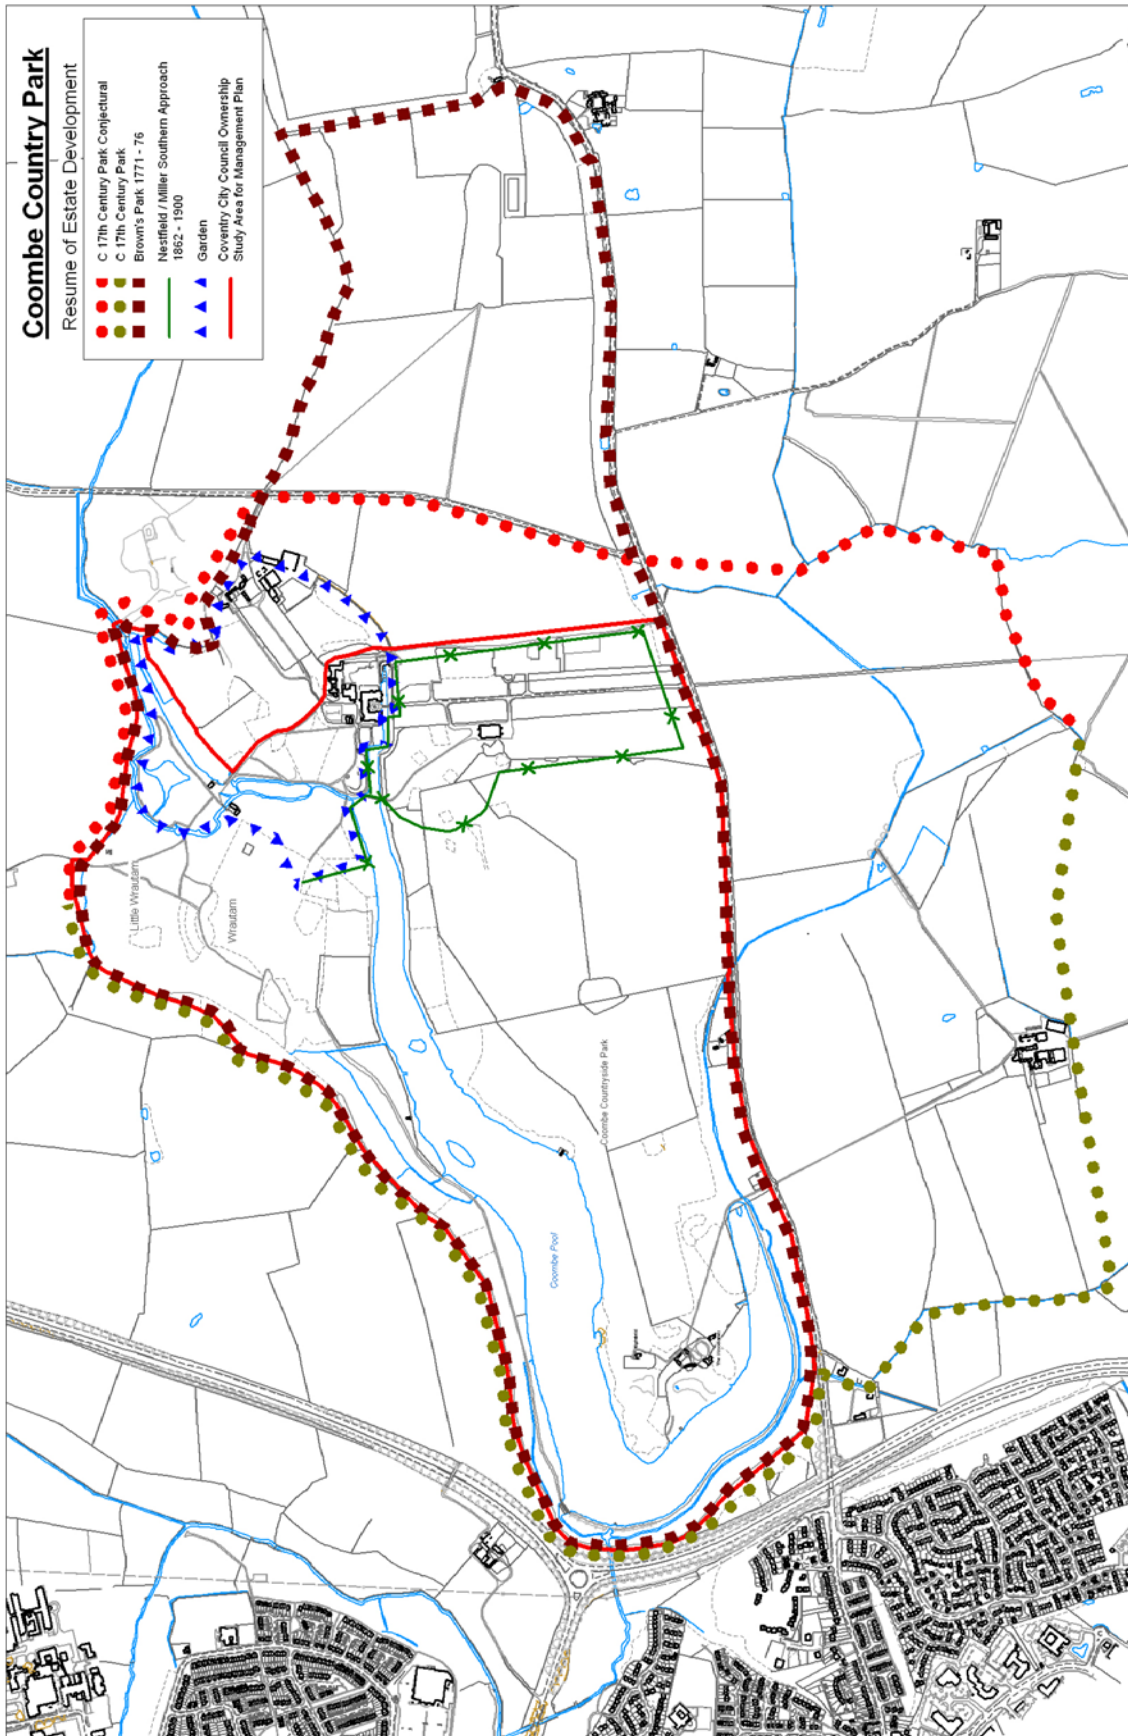 Coombe Country Park
Resume of Estate Development
C 17th Century Park Conjectural
C 17th Century Park
Brown's Park 1771 - 76
Nestfield / Miller Southern Approach
1862 - 1900
Garden
Coventry City Council Ownership
Study Area for Management Plan
Little Wrautam
Wrautam
Coombe Countryside Park
Coombe Pool